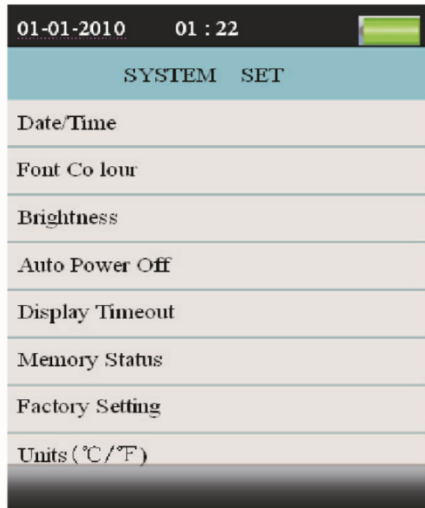 01-01-2010 01 : 22
SYSTEM SET
Date/Time
Font Co lour
Brightness
Auto Power Off
Display Timeout
Memory Status
Factory Setting
Units (℃/℉)